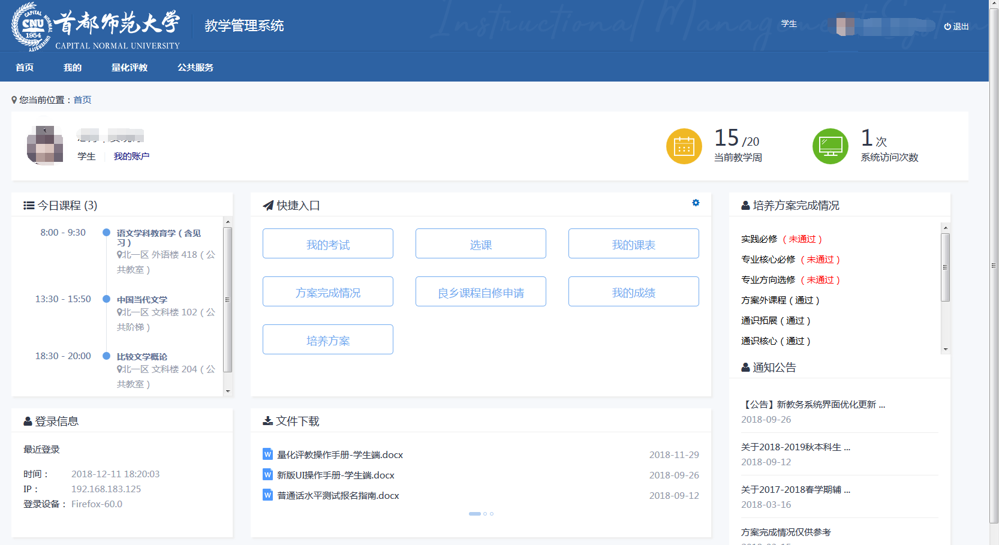 首都师范大学
CAPITAL NORMAL UNIVERSITY
CAPITAL NORMAL UNIVERSITY
CNU
1954
教学管理系统
Instructional Management System
学生
退出
首页
我的
量化评教
公共服务
您当前位置：首页
学生
我的账户
15 /20
当前教学周
1 次
系统访问次数
今日课程 (3)
8:00 - 9:30
语文学科教育学（含见
习）
北一区 外语楼 418（公
共教室）
13:30 - 15:50
中国当代文学
北一区 文科楼 102（公
共阶梯）
18:30 - 20:00
比较文学概论
北一区 文科楼 204（公
共教室）
快捷入口
我的考试
选课
我的课表
方案完成情况
良乡课程自修申请
我的成绩
培养方案
培养方案完成情况
实践必修（未通过）
专业核心必修（未通过）
专业方向选修（未通过）
方案外课程（通过）
通识拓展（通过）
通识核心（通过）
通知公告
【公告】新教务系统界面优化更新 ...
2018-09-26
关于2018-2019秋本科生 ...
2018-09-12
关于2017-2018春学期辅 ...
2018-03-16
方案完成情况仅供参考
登录信息
最近登录
时间： 2018-12-11 18:20:03
IP： 192.168.183.125
登录设备： Firefox-60.0
文件下载
W 量化评教操作手册-学生端.docx 2018-11-29
W 新版UI操作手册-学生端.docx 2018-09-26
W 普通话水平测试报名指南.docx 2018-09-12